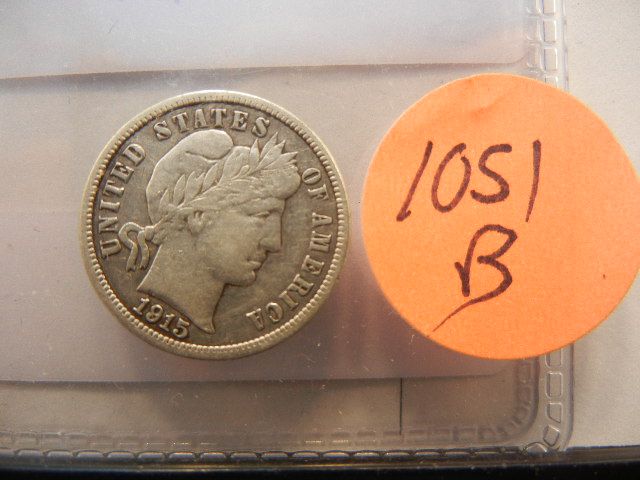 UNITED STATES OF AMERICA
1915
1051
B